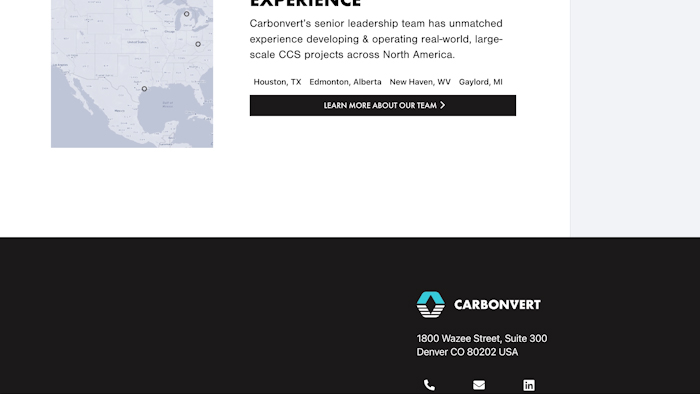 EXPERIENCE
Carbonvert's senior leadership team has unmatched
experience developing & operating real-world, large-
scale CCS projects across North America.
Houston, TX Edmonton, Alberta New Haven, WV Gaylord, MI
LEARN MORE ABOUT OUR TEAM
CARBONVERT
1800 Wazee Street, Suite 300
Denver CO 80202 USA